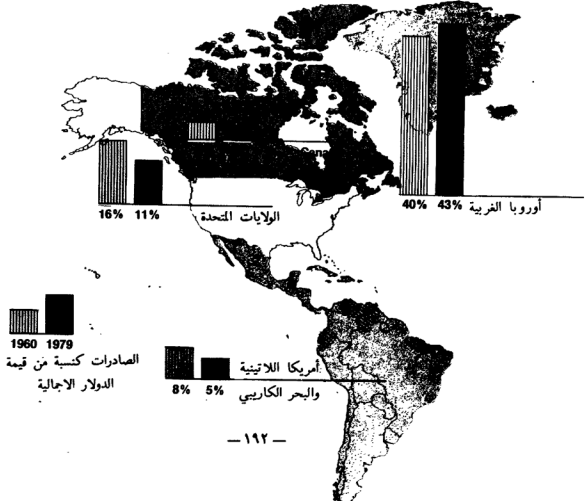 Cana
16% 11%
الولايات المتحدة
40% 43%
أوروبا الغربية
1960 1979
الصادرات كنسبة من قيمة
الدولار الاجمالية
أمريكا اللاتينية
والبحر الكاريبي
8% 5%
— ١٩٢ —